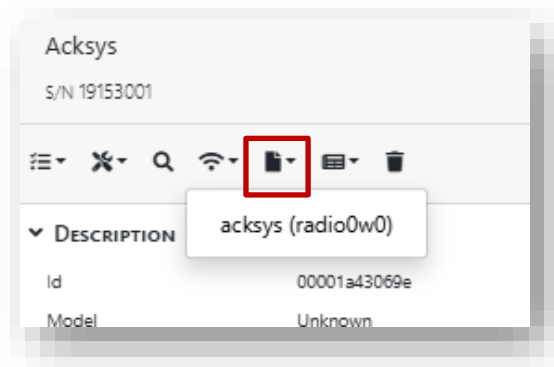 Acksys
S/N 19153001
acksys (radio0w0)
DESCRIPTION
Id 00001a43069e
Model Unknown